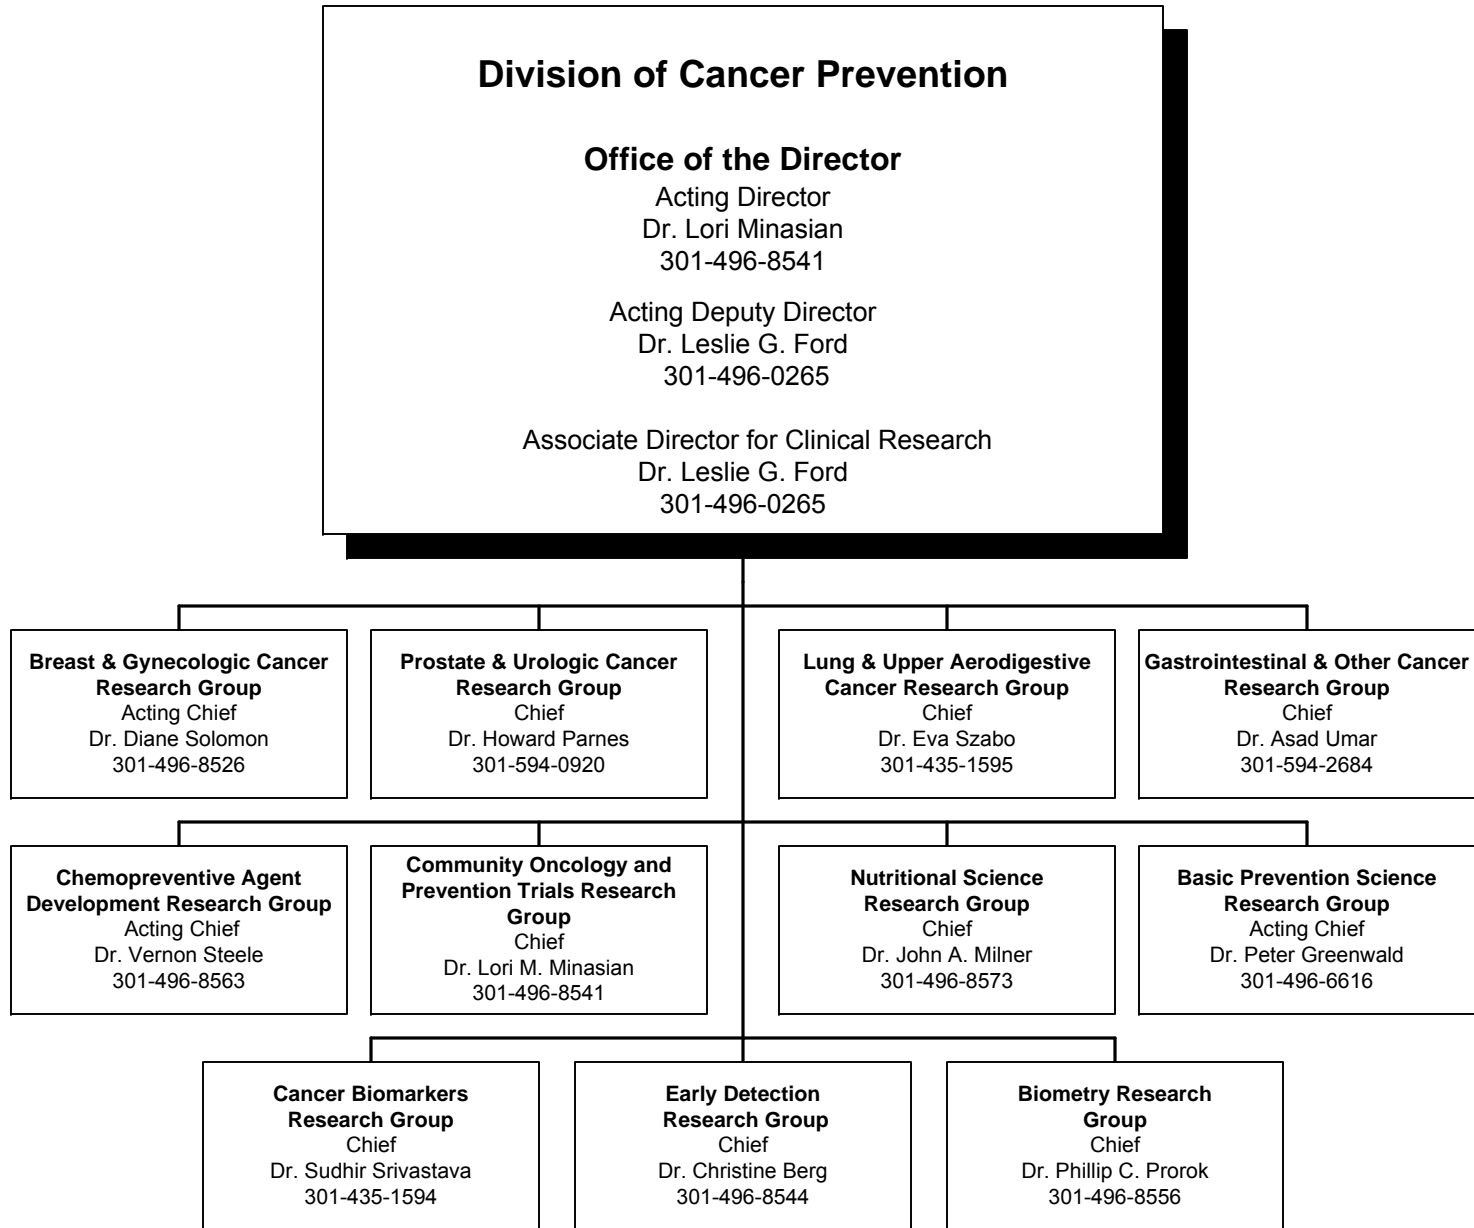 Division of Cancer Prevention
Office of the Director
Acting Director
Dr. Lori Minasian
301-496-8541
Acting Deputy Director
Dr. Leslie G. Ford
301-496-0265
Associate Director for Clinical Research
Dr. Leslie G. Ford
301-496-0265
Breast & Gynecologic Cancer
Research Group
Acting Chief
Dr. Diane Solomon
301-496-8526
Prostate & Urologic Cancer
Research Group
Chief
Dr. Howard Parnes
301-594-0920
Lung & Upper Aerodigestive
Cancer Research Group
Chief
Dr. Eva Szabo
301-435-1595
Gastrointestinal & Other Cancer
Research Group
Chief
Dr. Asad Umar
301-594-2684
Chemopreventive Agent
Development Research Group
Acting Chief
Dr. Vernon Steele
301-496-8563
Community Oncology and
Prevention Trials Research
Group
Chief
Dr. Lori M. Minasian
301-496-8541
Nutritional Science
Research Group
Chief
Dr. John A. Milner
301-496-8573
Basic Prevention Science
Research Group
Acting Chief
Dr. Peter Greenwald
301-496-6616
Cancer Biomarkers
Research Group
Chief
Dr. Sudhir Srivastava
301-435-1594
Early Detection
Research Group
Chief
Dr. Christine Berg
301-496-8544
Biometry Research
Group
Chief
Dr. Phillip C. Prorok
301-496-8556